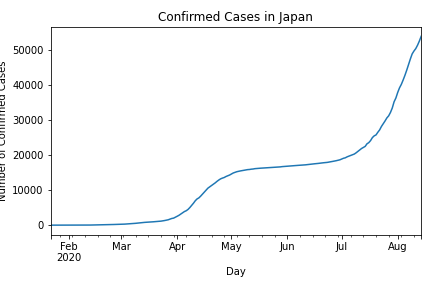 Confirmed Cases in Japan
50000
40000
30000
20000
10000
0
Number of Confirmed Cases
Feb
2020
Mar
Apr
May
Jun
Jul
Aug
Day